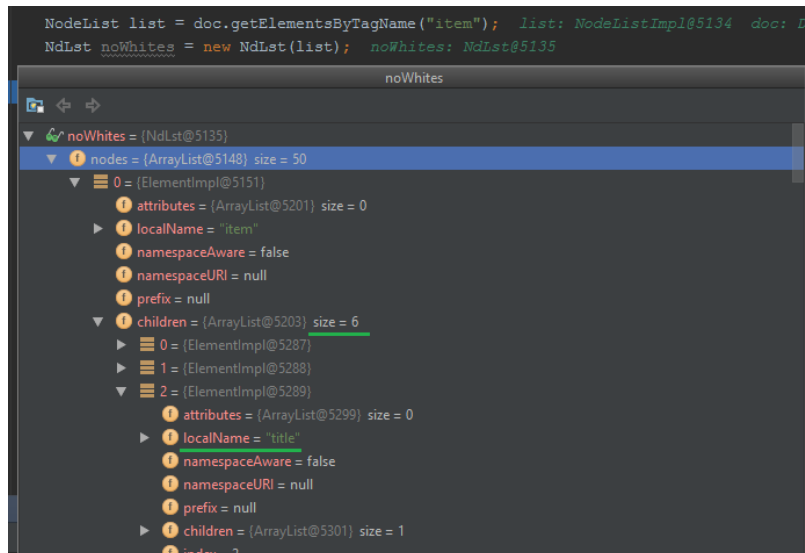 NodeList list = doc.getElementsByTagName("item");  list: NodeListImpl@5134  doc: D
NdLst noWhites = new NdLst(list);  noWhites: NdLst@5135
noWhites
noWhites = {NdLst@5135}
nodes = {ArrayList@5148} size = 50
0 = {ElementImpl@5151}
attributes = {ArrayList@5201} size = 0
localName = "item"
namespaceAware = false
namespaceURI = null
prefix = null
children = {ArrayList@5203} size = 6
0 = {ElementImpl@5287}
1 = {ElementImpl@5288}
2 = {ElementImpl@5289}
attributes = {ArrayList@5299} size = 0
localName = "title"
namespaceAware = false
namespaceURI = null
prefix = null
children = {ArrayList@5301} size = 1